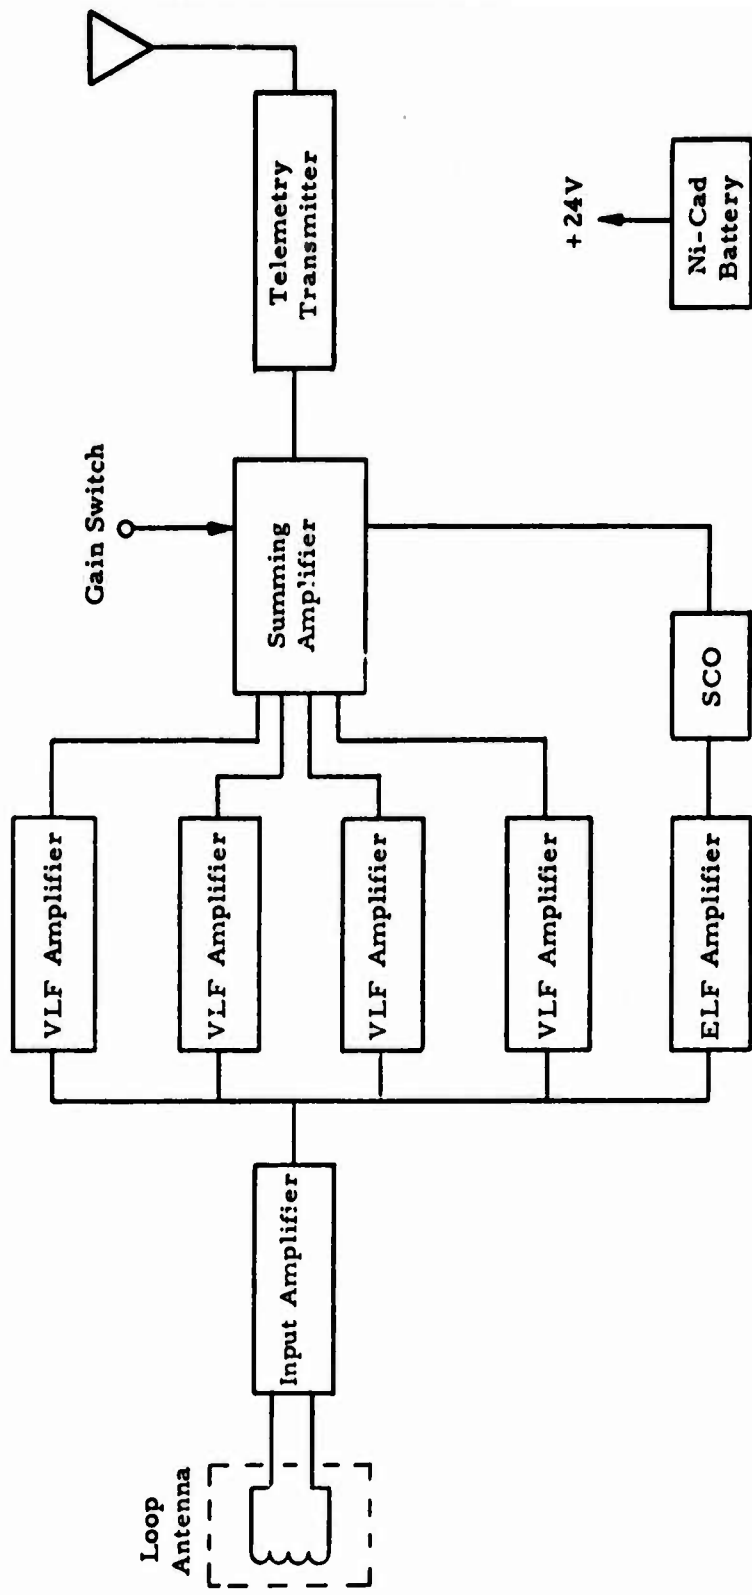 Loop
Antenna
Input Amplifier
VLF Amplifier
VLF Amplifier
VLF Amplifier
VLF Amplifier
ELF Amplifier
SCO
Gain Switch
Summing
Amplifier
Telemetry
Transmitter
+24V
Ni-Cad
Battery